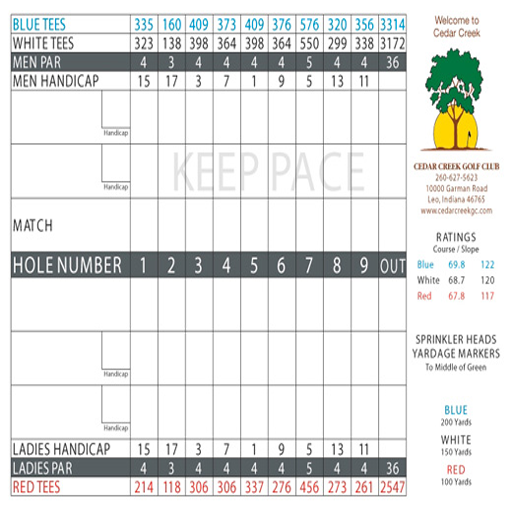 BLUE TEES 335 160 409 373 409 376 576 320 356 3314
WHITE TEES 323 138 398 364 398 364 550 299 338 3172
MEN PAR 4 3 4 4 4 4 5 4 4 36
MEN HANDICAP 15 17 3 7 1 9 5 13 11
Handicap
KEEP PACE
Handicap
MATCH
HOLE NUMBER 1 2 3 4 5 6 7 8 9 OUT
Handicap
Handicap
LADIES HANDICAP 15 17 3 7 1 9 5 13 11
LADIES PAR 4 3 4 4 4 4 5 4 4 36
RED TEES 214 118 306 306 337 276 456 273 261 2547
Welcome to
Cedar Creek
CEDAR CREEK GOLF CLUB
260-627-5623
10000 Garman Road
Leo, Indiana 46765
www.cedarcreekgc.com
RATINGS
Course / Slope
Blue 69.8 122
White 68.7 120
Red 67.8 117
SPRINKLER HEADS
YARDAGE MARKERS
To Middle of Green
BLUE
200 Yards
WHITE
150 Yards
RED
100 Yards